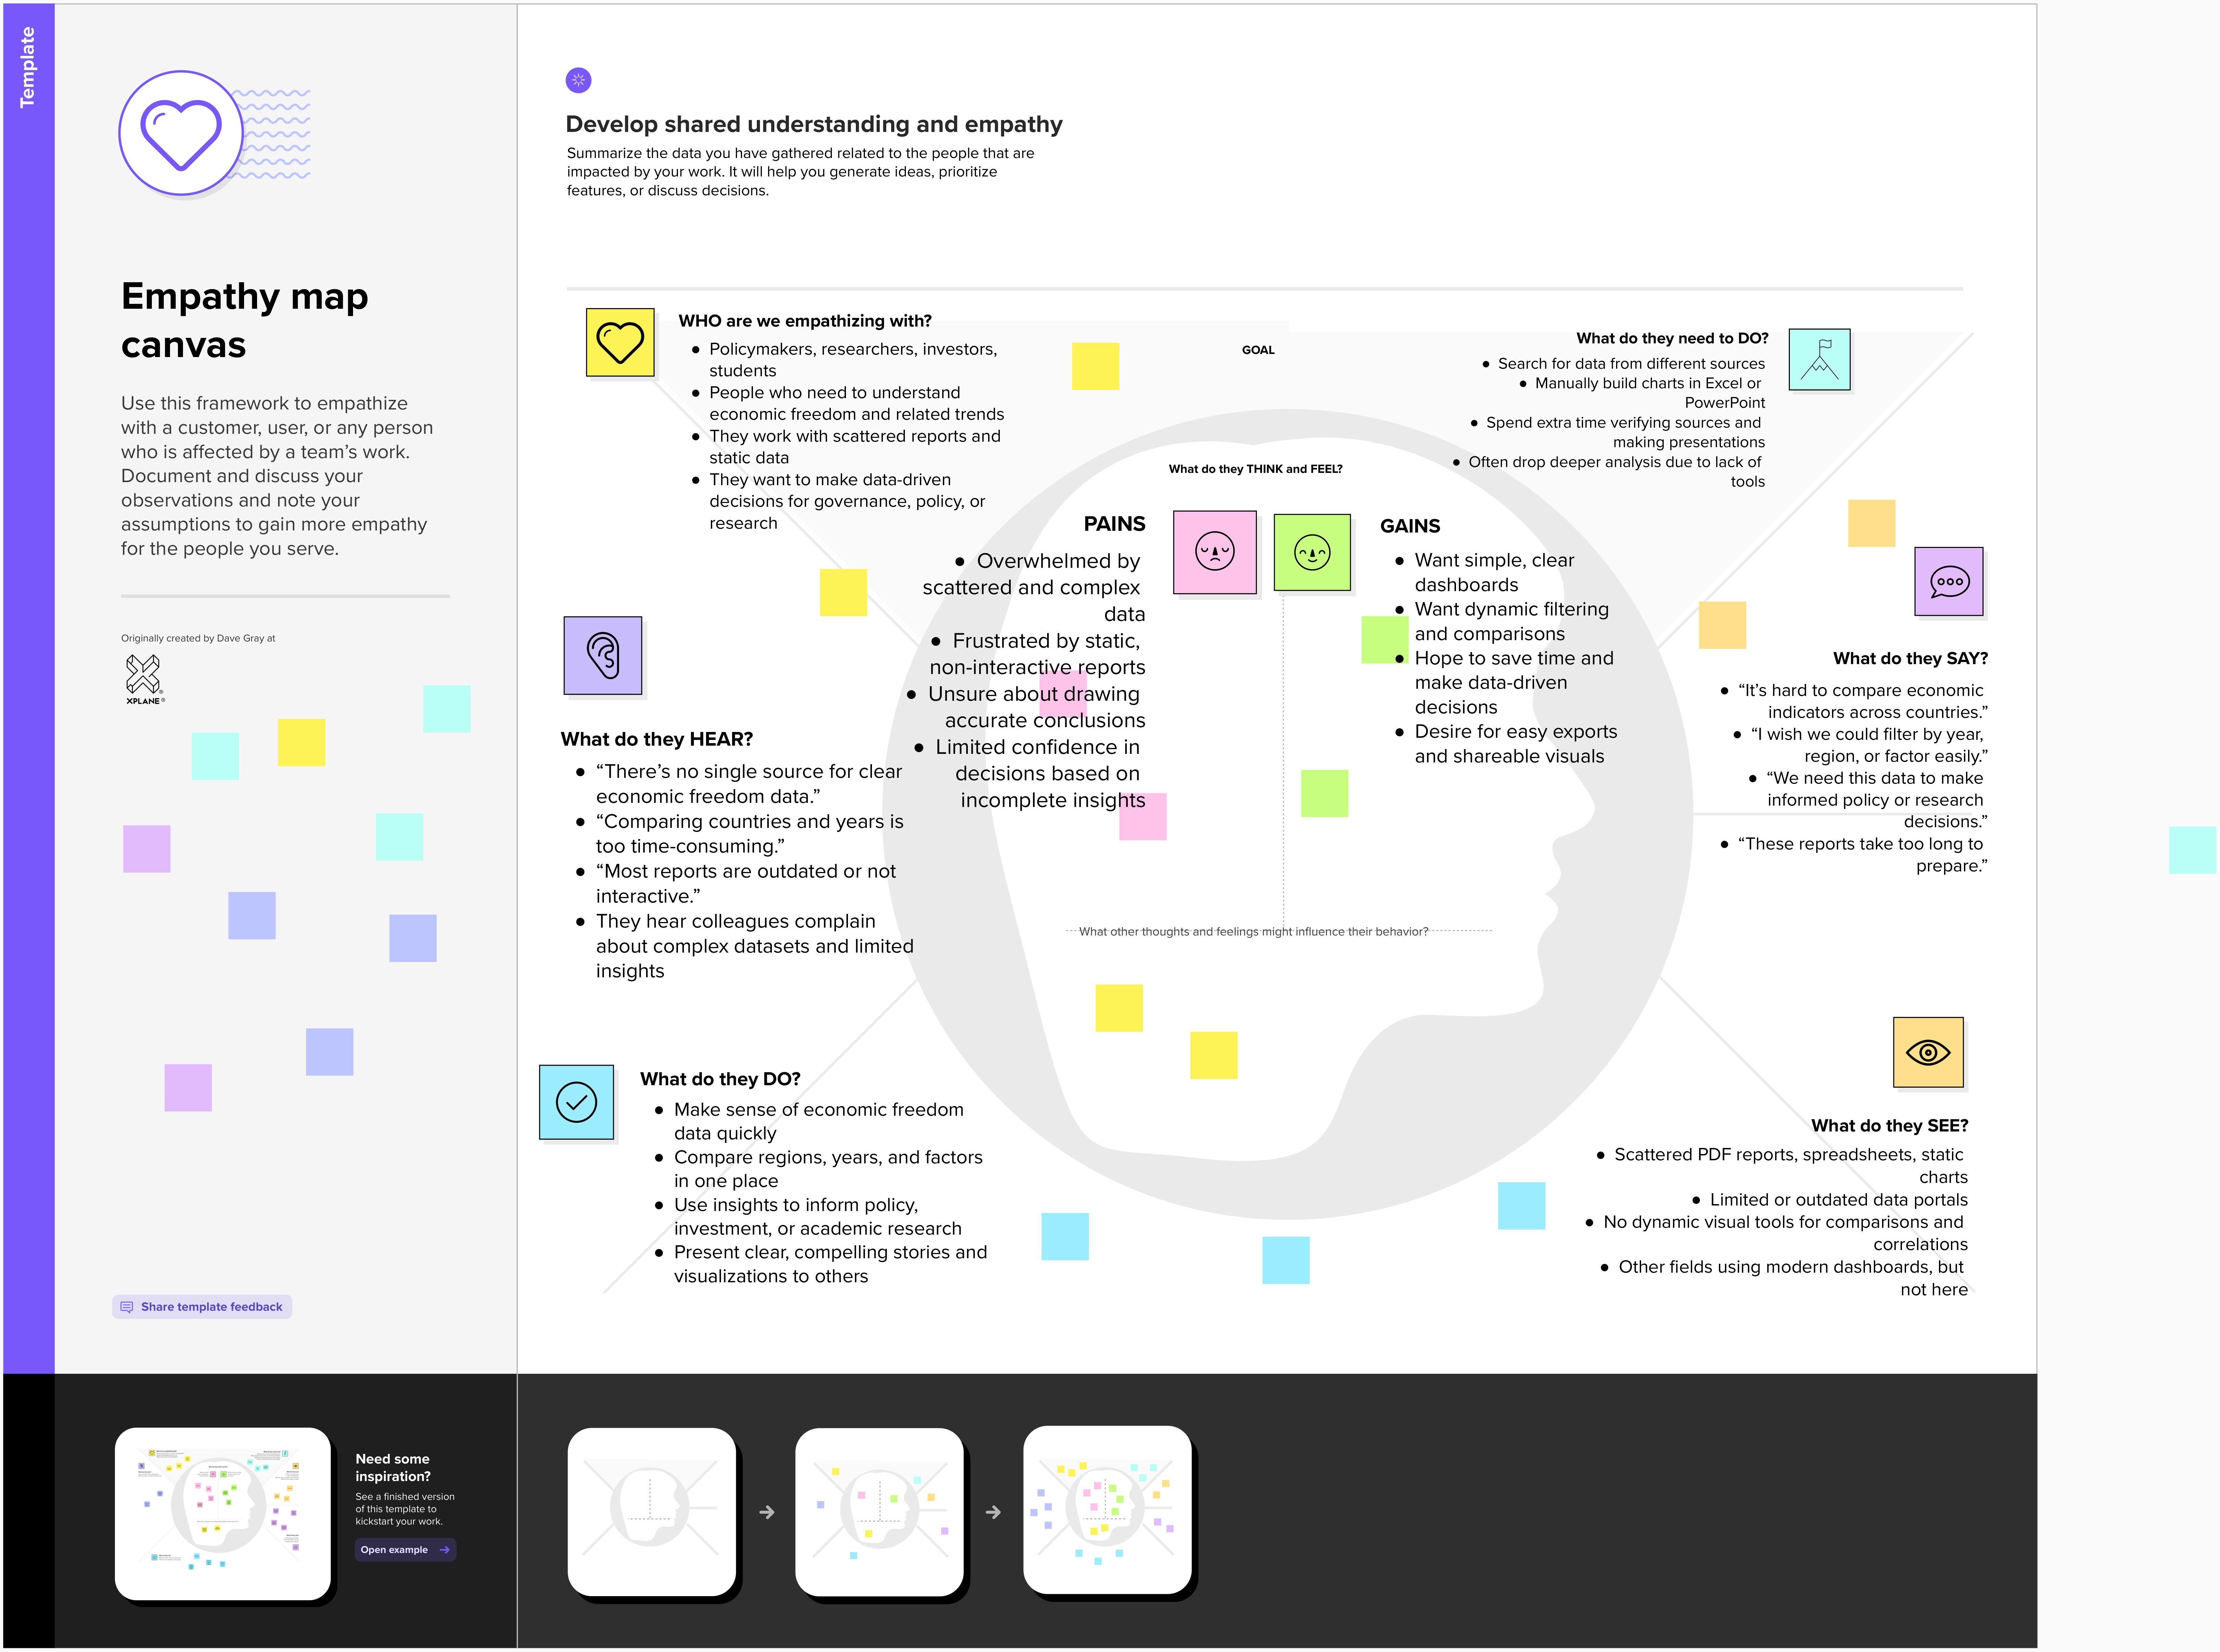 Template
Empathy map
canvas
Use this framework to empathize
with a customer, user, or any person
who is affected by a team’s work.
Document and discuss your
observations and note your
assumptions to gain more empathy
for the people you serve.
Originally created by Dave Gray at
XPLANE®
Share template feedback
Develop shared understanding and empathy
Summarize the data you have gathered related to the people that are
impacted by your work. It will help you generate ideas, prioritize
features, or discuss decisions.
WHO are we empathizing with?
● Policymakers, researchers, investors,
students
● People who need to understand
economic freedom and related trends
● They work with scattered reports and
static data
● They want to make data-driven
decisions for governance, policy, or
research
GOAL
What do they need to DO?
● Search for data from different sources
● Manually build charts in Excel or
PowerPoint
● Spend extra time verifying sources and
making presentations
● Often drop deeper analysis due to lack of
tools
What do they THINK and FEEL?
PAINS
● Overwhelmed by
scattered and complex
data
● Frustrated by static,
non-interactive reports
● Unsure about drawing
accurate conclusions
● Limited confidence in
decisions based on
incomplete insights
GAINS
● Want simple, clear
dashboards
● Want dynamic filtering
and comparisons
● Hope to save time and
make data-driven
decisions
● Desire for easy exports
and shareable visuals
What do they HEAR?
● “There’s no single source for clear
economic freedom data.”
● “Comparing countries and years is
too time-consuming.”
● “Most reports are outdated or not
interactive.”
● They hear colleagues complain
about complex datasets and limited
insights
What do they SAY?
● “It’s hard to compare economic
indicators across countries.”
● “I wish we could filter by year,
region, or factor easily.”
● “We need this data to make
informed policy or research
decisions.”
● “These reports take too long to
prepare.”
What other thoughts and feelings might influence their behavior?
What do they DO?
● Make sense of economic freedom
data quickly
● Compare regions, years, and factors
in one place
● Use insights to inform policy,
investment, or academic research
● Present clear, compelling stories and
visualizations to others
What do they SEE?
● Scattered PDF reports, spreadsheets, static
charts
● Limited or outdated data portals
● No dynamic visual tools for comparisons and
correlations
● Other fields using modern dashboards, but
not here
Need some
inspiration?
See a finished version
of this template to
kickstart your work.
Open example